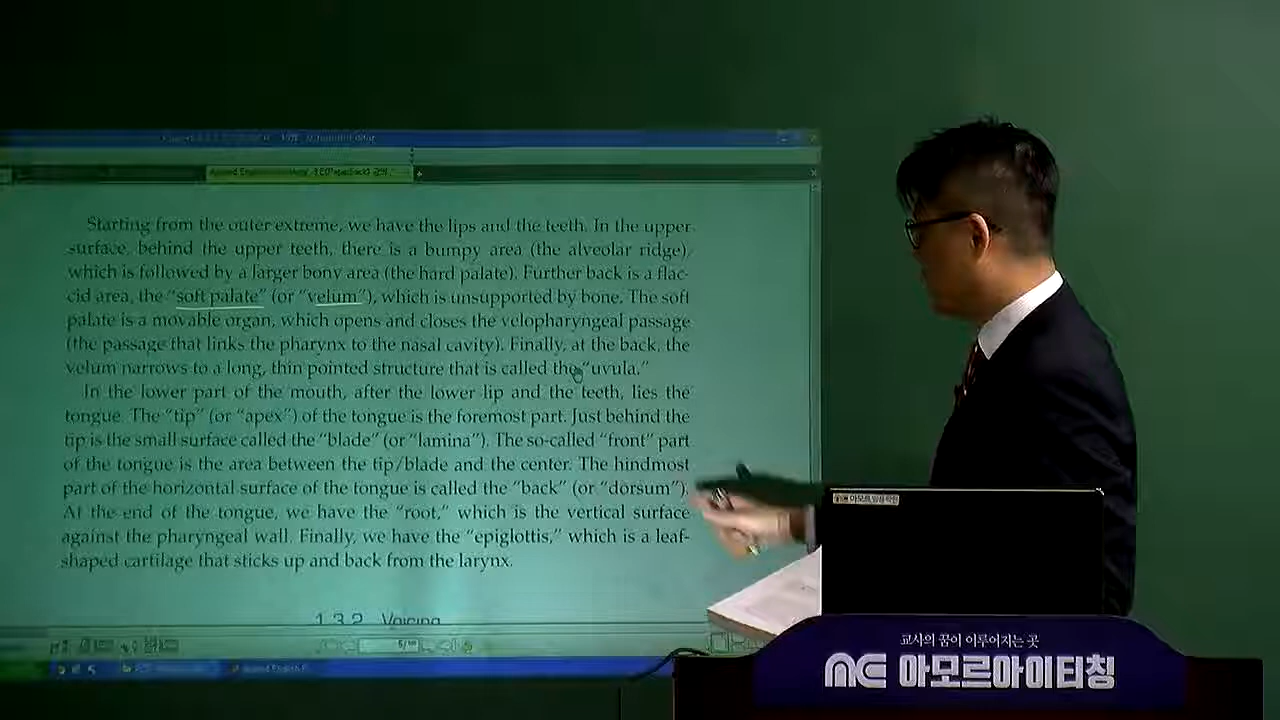 Starting from the outer extreme, we have the lips and the teeth. In the upper
surface, behind the upper teeth, there is a bumpy area (the alveolar ridge),
which is followed by a larger bony area (the hard palate). Further back is a flac-
cid area, the “soft palate” (or “velum”), which is unsupported by bone. The soft
palate is a movable organ, which opens and closes the velopharyngeal passage
(the passage that links the pharynx to the nasal cavity). Finally, at the back, the
velum narrows to a long, thin pointed structure that is called the “uvula.”
In the lower part of the mouth, after the lower lip and the teeth, lies the
tongue. The “tip” (or “apex”) of the tongue is the foremost part. Just behind the
tip is the small surface called the “blade” (or “lamina”). The so-called “front” part
of the tongue is the area between the tip/blade and the center. The hindmost
part of the horizontal surface of the tongue is called the “back” (or “dorsum”).
At the end of the tongue, we have the “root,” which is the vertical surface
against the pharyngeal wall. Finally, we have the “epiglottis,” which is a leaf-
shaped cartilage that sticks up and back from the larynx.
1.3.2 Voicing
교사의 꿈이 이루어지는 곳
아모르아이티칭